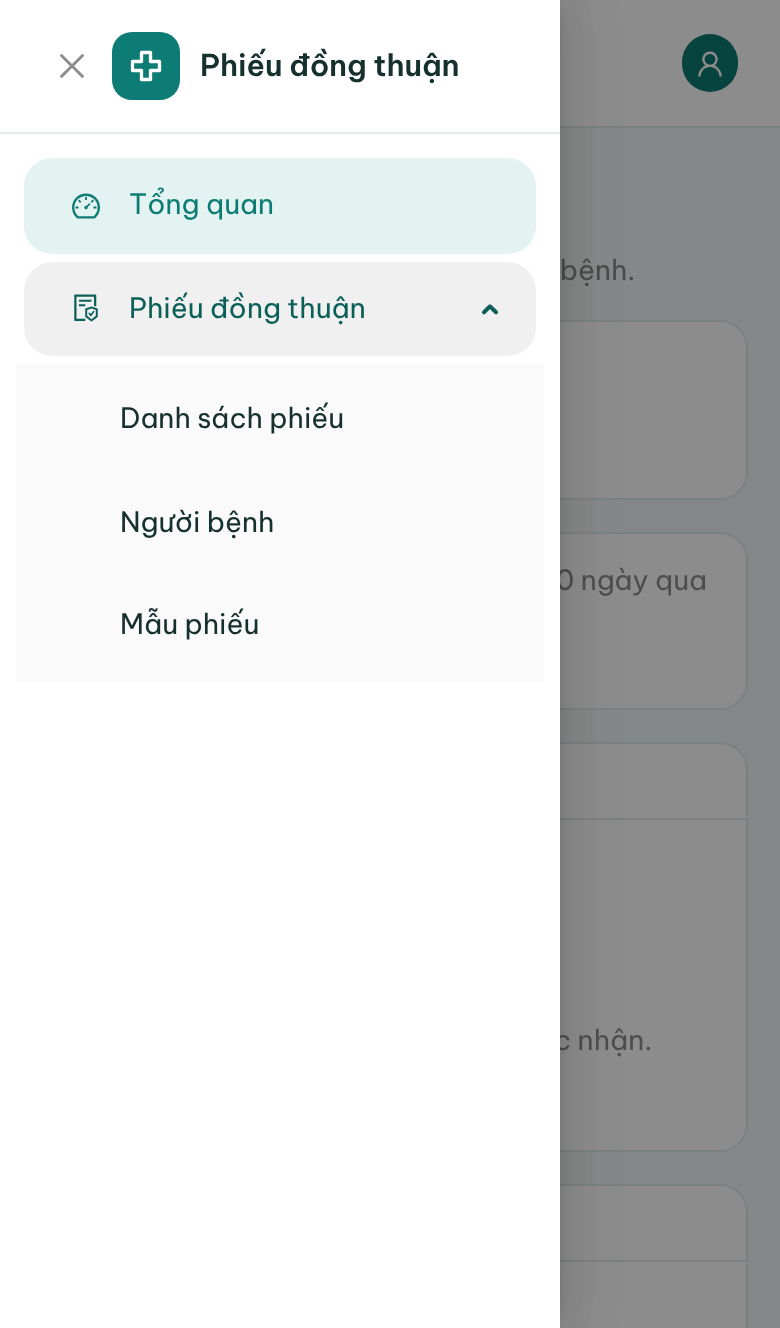 Phiếu đồng thuận
Tổng quan
bệnh.
Phiếu đồng thuận
Danh sách phiếu
Người bệnh
0 ngày qua
Mẫu phiếu
nhận.